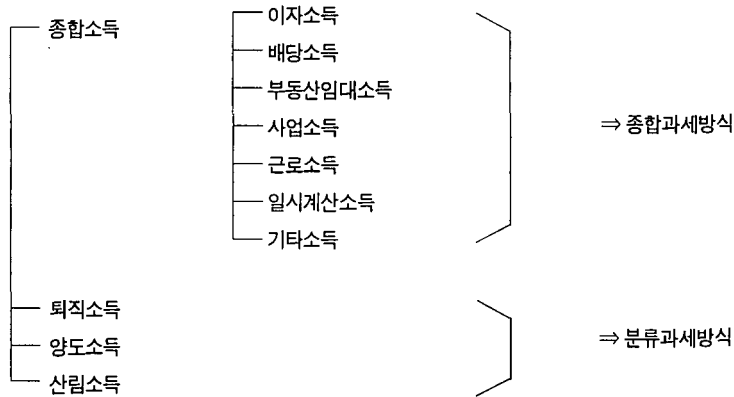 종합소득
이자소득
배당소득
부동산임대소득
사업소득
근로소득
일시계산소득
기타소득
⇒ 종합과세방식
퇴직소득
양도소득
산림소득
⇒ 분류과세방식